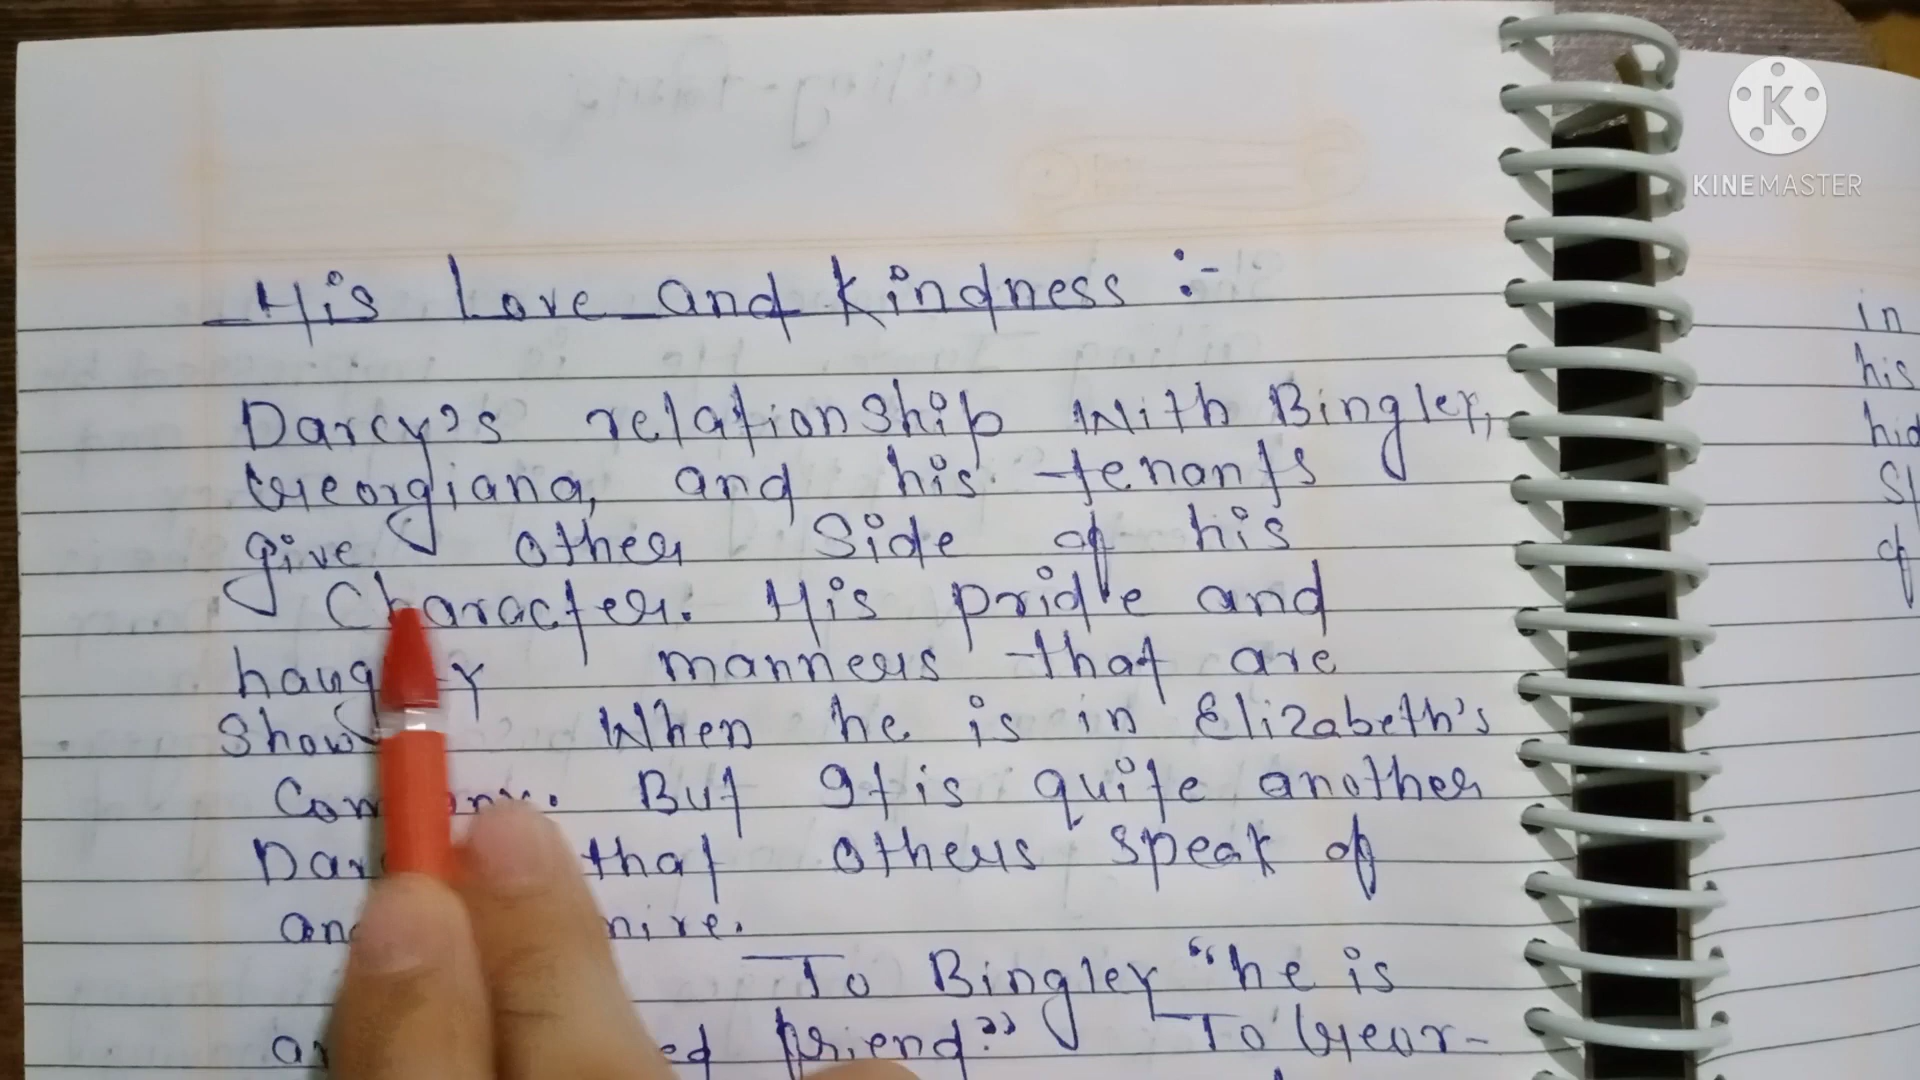 His Love and Kindness :-
Darcy's relationship With Bingley,
Georgiana, and his tenants
give other Side of his
Character. His pride and
manners that are
When he is in Elizabeth's
But It is quite another
that others speak of
To Bingley "he is
friend." To Geor-
in
his
of
KINEMASTER